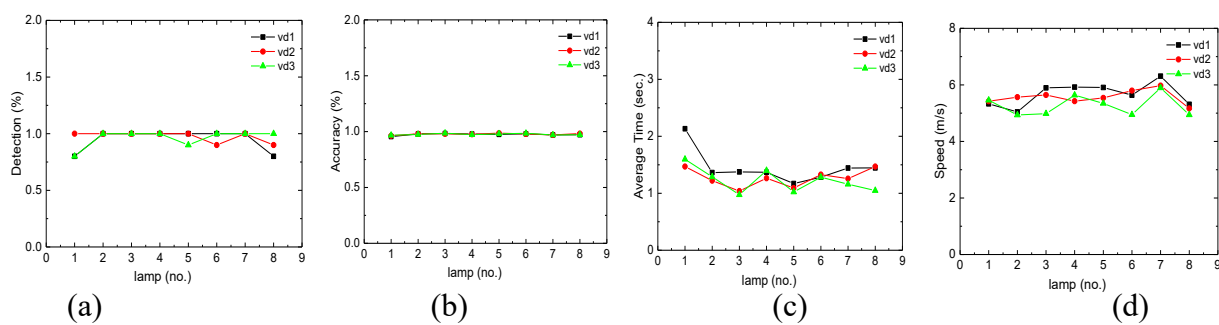 2.0
1.5
1.0
0.5
0.0
Detection (%)
vd1
vd2
vd3
0 1 2 3 4 5 6 7 8 9
lamp (no.)
(a)
2.0
1.5
1.0
0.5
0.0
Accuracy (%)
vd1
vd2
vd3
0 1 2 3 4 5 6 7 8 9
lamp (no.)
(b)
4
3
2
1
0
Average Time (sec.)
vd1
vd2
vd3
0 1 2 3 4 5 6 7 8 9
lamp (no.)
(c)
8
6
4
2
0
Speed (m/s)
vd1
vd2
vd3
0 1 2 3 4 5 6 7 8 9
lamp (no.)
(d)